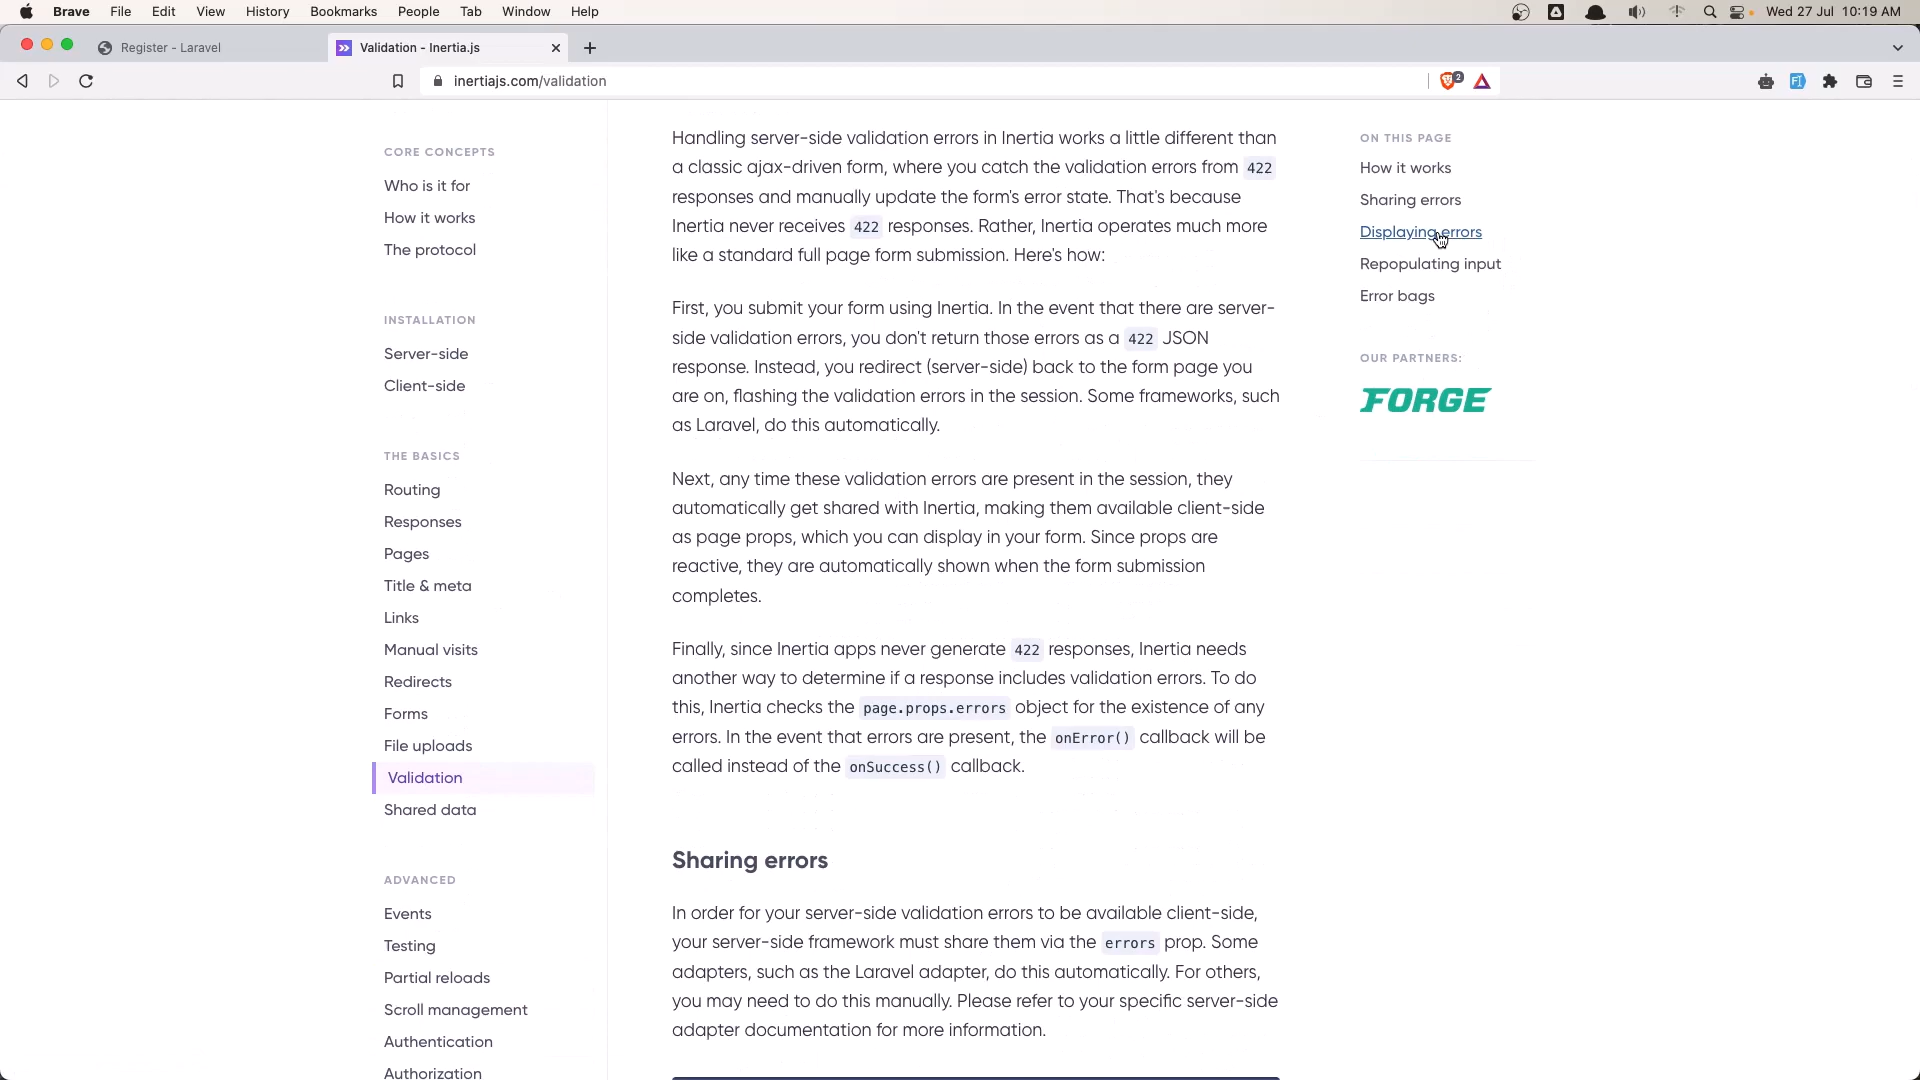 Brave File Edit View History Bookmarks People Tab Window Help
Wed 27 Jul 10:19 AM
Register - Laravel
Validation - Inertia.js
inertiajs.com/validation
2
CORE CONCEPTS
Who is it for
How it works
The protocol
INSTALLATION
Server-side
Client-side
THE BASICS
Routing
Responses
Pages
Title & meta
Links
Manual visits
Redirects
Forms
File uploads
Validation
Shared data
ADVANCED
Events
Testing
Partial reloads
Scroll management
Authentication
Authorization
Handling server-side validation errors in Inertia works a little different than
a classic ajax-driven form, where you catch the validation errors from 422
responses and manually update the form's error state. That's because
Inertia never receives 422 responses. Rather, Inertia operates much more
like a standard full page form submission. Here's how:
First, you submit your form using Inertia. In the event that there are server-
side validation errors, you don't return those errors as a 422 JSON
response. Instead, you redirect (server-side) back to the form page you
are on, flashing the validation errors in the session. Some frameworks, such
as Laravel, do this automatically.
Next, any time these validation errors are present in the session, they
automatically get shared with Inertia, making them available client-side
as page props, which you can display in your form. Since props are
reactive, they are automatically shown when the form submission
completes.
Finally, since Inertia apps never generate 422 responses, Inertia needs
another way to determine if a response includes validation errors. To do
this, Inertia checks the page.props.errors object for the existence of any
errors. In the event that errors are present, the onError() callback will be
called instead of the onSuccess() callback.
Sharing errors
In order for your server-side validation errors to be available client-side,
your server-side framework must share them via the errors prop. Some
adapters, such as the Laravel adapter, do this automatically. For others,
you may need to do this manually. Please refer to your specific server-side
adapter documentation for more information.
ON THIS PAGE
How it works
Sharing errors
Displaying errors
Repopulating input
Error bags
OUR PARTNERS:
FORGE